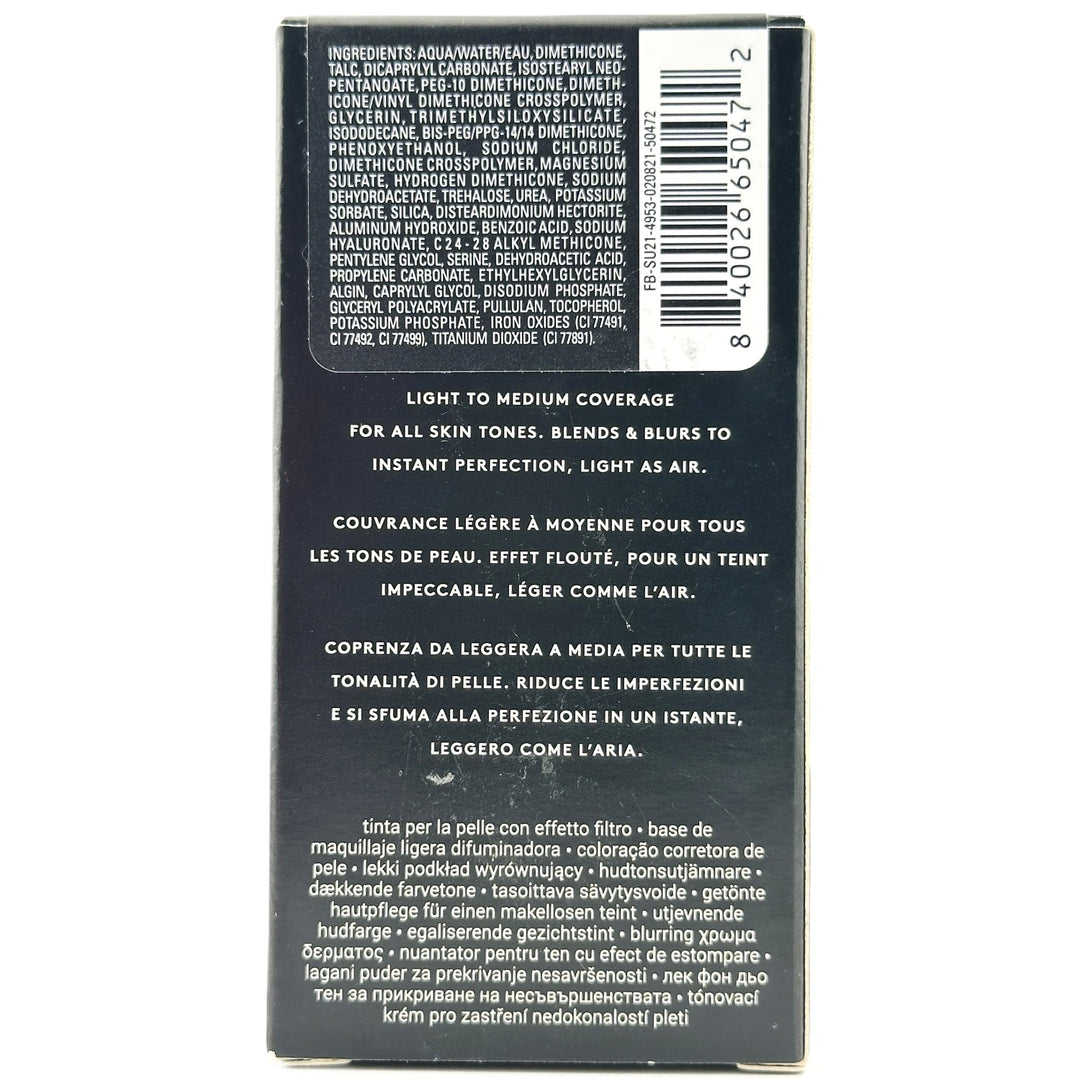 INGREDIENTS: AQUA/WATER/EAU, DIMETHICONE,
TALC, DICAPRYLYL CARBONATE, ISOSTEARYL NEO-
PENTANOATE, PEG-10 DIMETHICONE, DIMETH-
ICONE/VINYL DIMETHICONE CROSSPOLYMER,
GLYCERIN, TRIMETHYLSILOXYSILICATE,
ISODODECANE, BIS-PEG/PPG-14/14 DIMETHICONE,
PHENOXYETHANOL, SODIUM CHLORIDE,
DIMETHICONE CROSSPOLYMER, MAGNESIUM
SULFATE, HYDROGEN DIMETHICONE, SODIUM
DEHYDROACETATE, TREHALOSE, UREA, POTASSIUM
SORBATE, SILICA, DISTEARDIMONIUM HECTORITE,
ALUMINUM HYDROXIDE, BENZOIC ACID, SODIUM
HYALURONATE, C24-28 ALKYL METHICONE,
PENTYLENE GLYCOL, SERINE, DEHYDROACETIC ACID,
PROPYLENE CARBONATE, ETHYLHEXYLGLYCERIN,
ALGIN, CAPRYLYL GLYCOL, DISODIUM PHOSPHATE,
GLYCERYL POLYACRYLATE, PULLULAN, TOCOPHEROL,
POTASSIUM PHOSPHATE, IRON OXIDES (CI 77491,
CI 77492, CI 77499), TITANIUM DIOXIDE (CI 77891).
FB-SU21-4953-020821-50472
8 40026 65047 2
LIGHT TO MEDIUM COVERAGE
FOR ALL SKIN TONES. BLENDS & BLURS TO
INSTANT PERFECTION, LIGHT AS AIR.
COUVRANCE LÉGÈRE À MOYENNE POUR TOUS
LES TONS DE PEAU. EFFET FLOUTÉ, POUR UN TEINT
IMPECCABLE, LÉGER COMME L'AIR.
COPRENZA DA LEGGERA A MEDIA PER TUTTE LE
TONALITÀ DI PELLE. RIDUCE LE IMPERFEZIONI
E SI SFUMA ALLA PERFEZIONE IN UN ISTANTE,
LEGGERO COME L'ARIA.
tinta per la pelle con effetto filtro • base de
maquillaje ligera difuminadora • coloração corretora de
pele • lekki podkład wyrównujący • hudtonsutjämnare •
dækkende farvetone • tasoittava sävytysvoide • getönte
hautpflege für einen makellosen teint • utjevnende
hudfarge • egaliserende gezichtstint • blurring χρωμα
δερματος • nuantator pentru ten cu efect de estompare •
lagani puder za prekrivanje nesavršenosti • лек фон дьо
тен за прикриване на несъвършенствата • tónovací
krém pro zastření nedokonalostí pleti